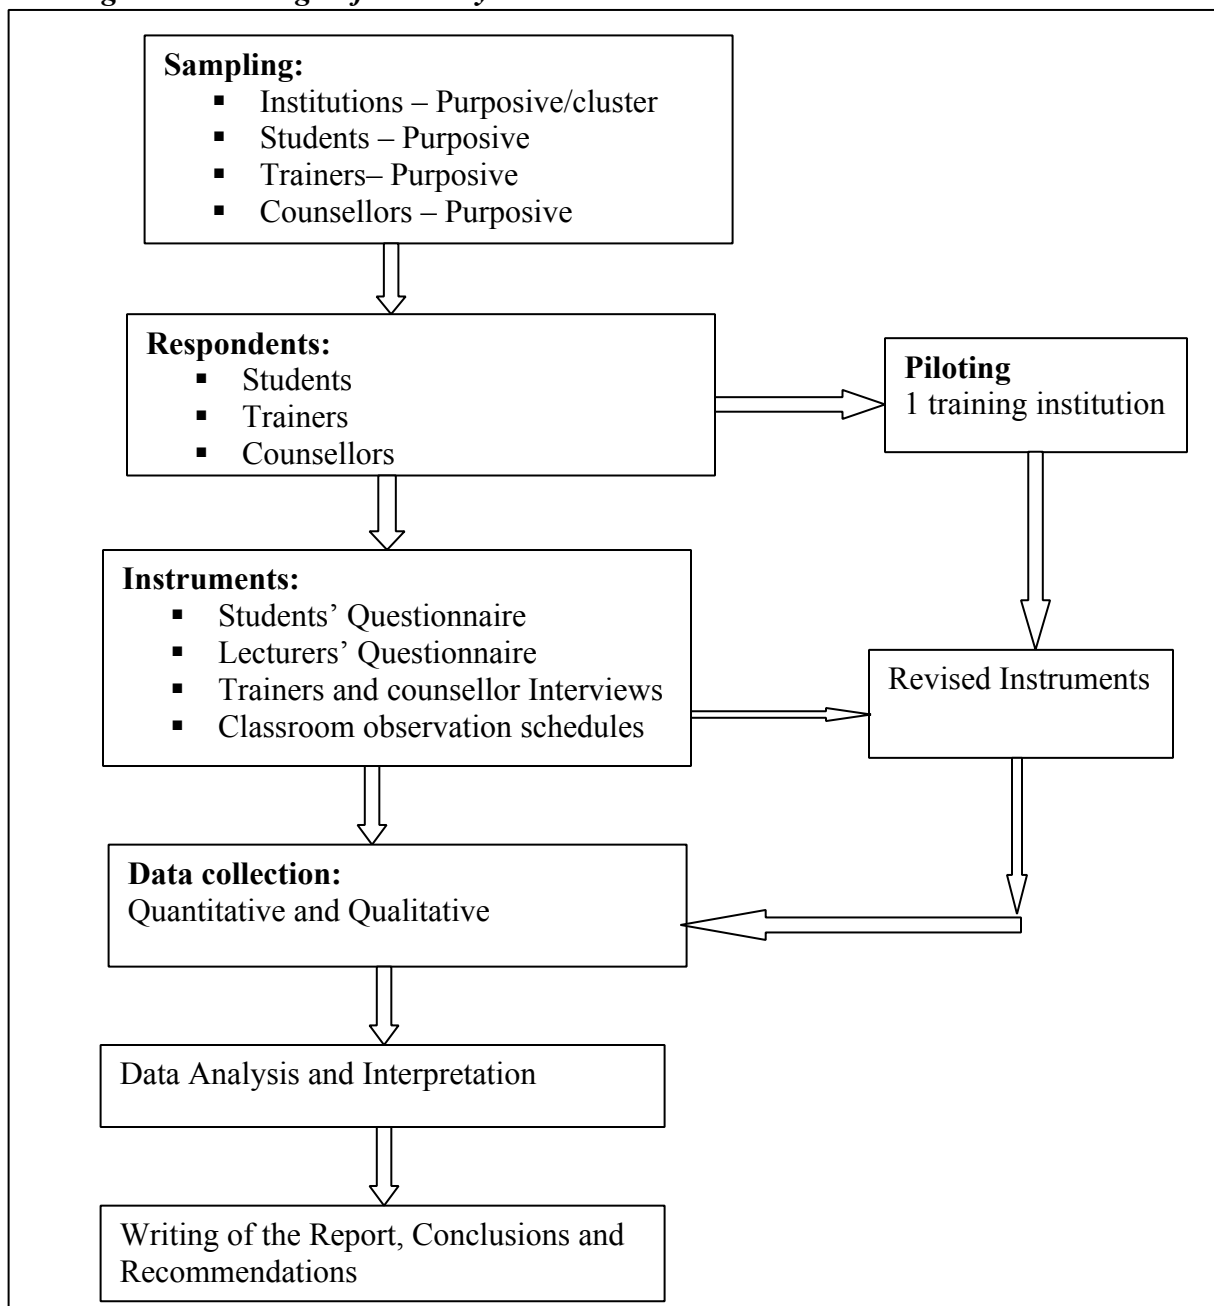 Sampling:
▪ Institutions – Purposive/cluster
▪ Students – Purposive
▪ Trainers– Purposive
▪ Counsellors – Purposive
Respondents:
▪ Students
▪ Trainers
▪ Counsellors
Piloting
1 training institution
Instruments:
▪ Students’ Questionnaire
▪ Lecturers’ Questionnaire
▪ Trainers and counsellor Interviews
▪ Classroom observation schedules
Revised Instruments
Data collection:
Quantitative and Qualitative
Data Analysis and Interpretation
Writing of the Report, Conclusions and
Recommendations